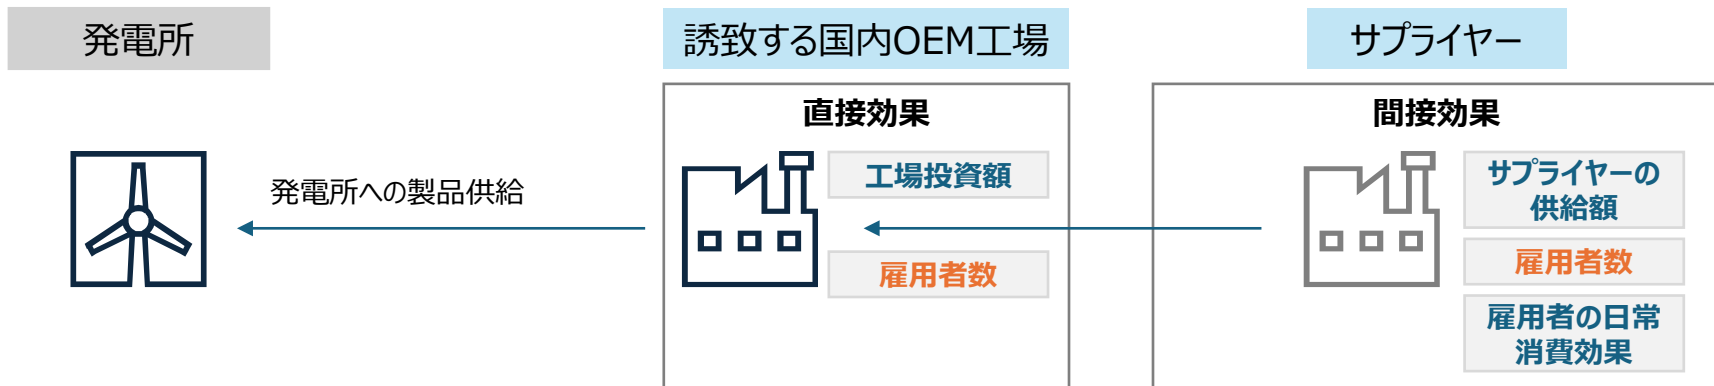 発電所
誘致する国内OEM工場
サプライヤー
発電所への製品供給
直接効果
工場投資額
雇用者数
間接効果
サプライヤーの
供給額
雇用者数
雇用者の日常
消費効果